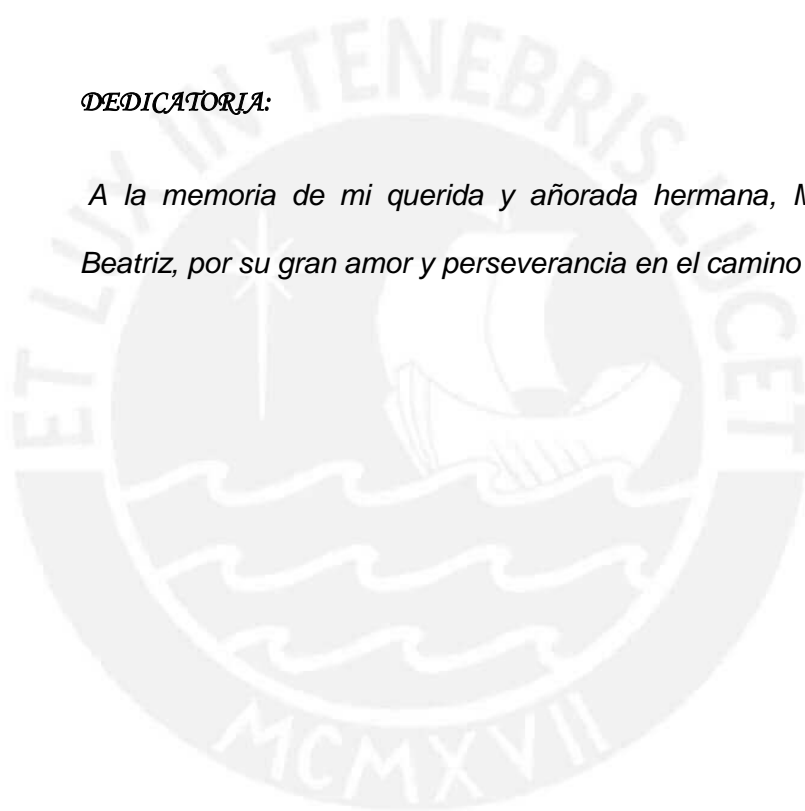 ET LUX IN TENEBRIS LUCET
DEDICATORIA:
A la memoria de mi querida y añorada hermana,
Beatriz, por su gran amor y perseverancia en el camino
MCMXVII